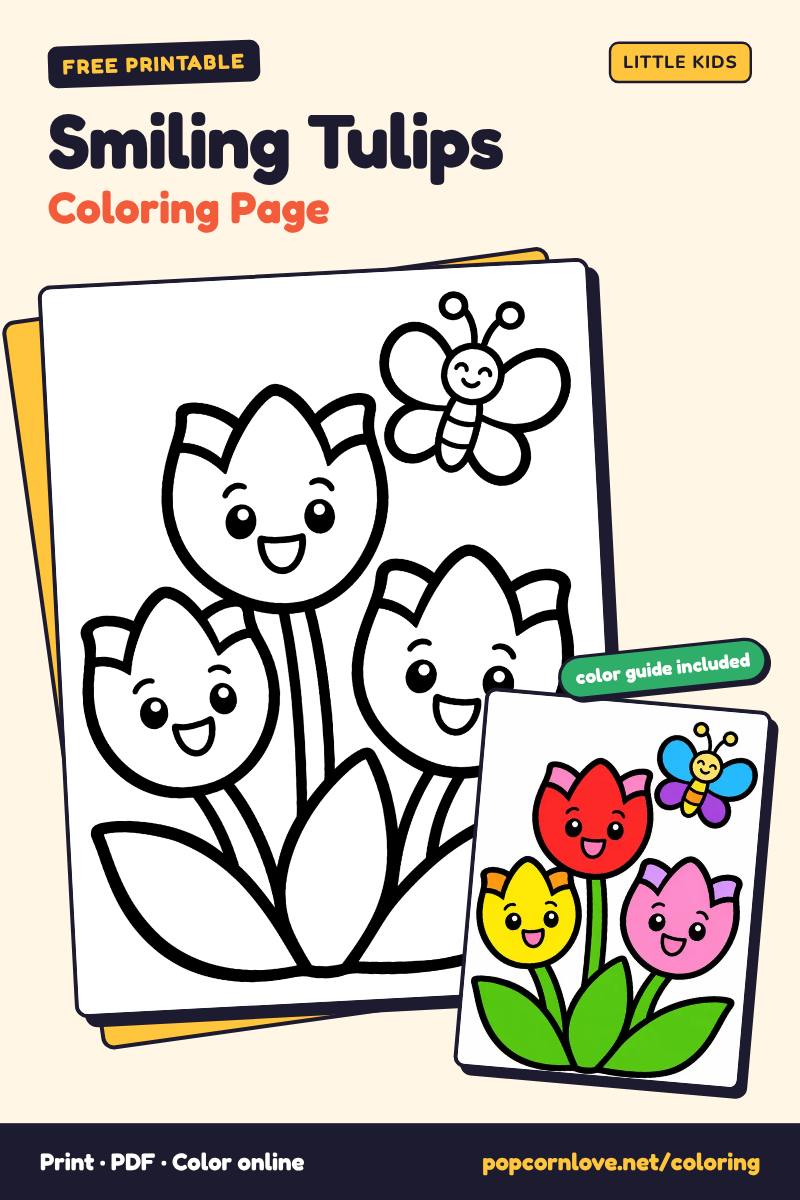 FREE PRINTABLE
LITTLE KIDS
Smiling Tulips
Coloring Page
color guide included
Print · PDF · Color online
popcornlove.net/coloring